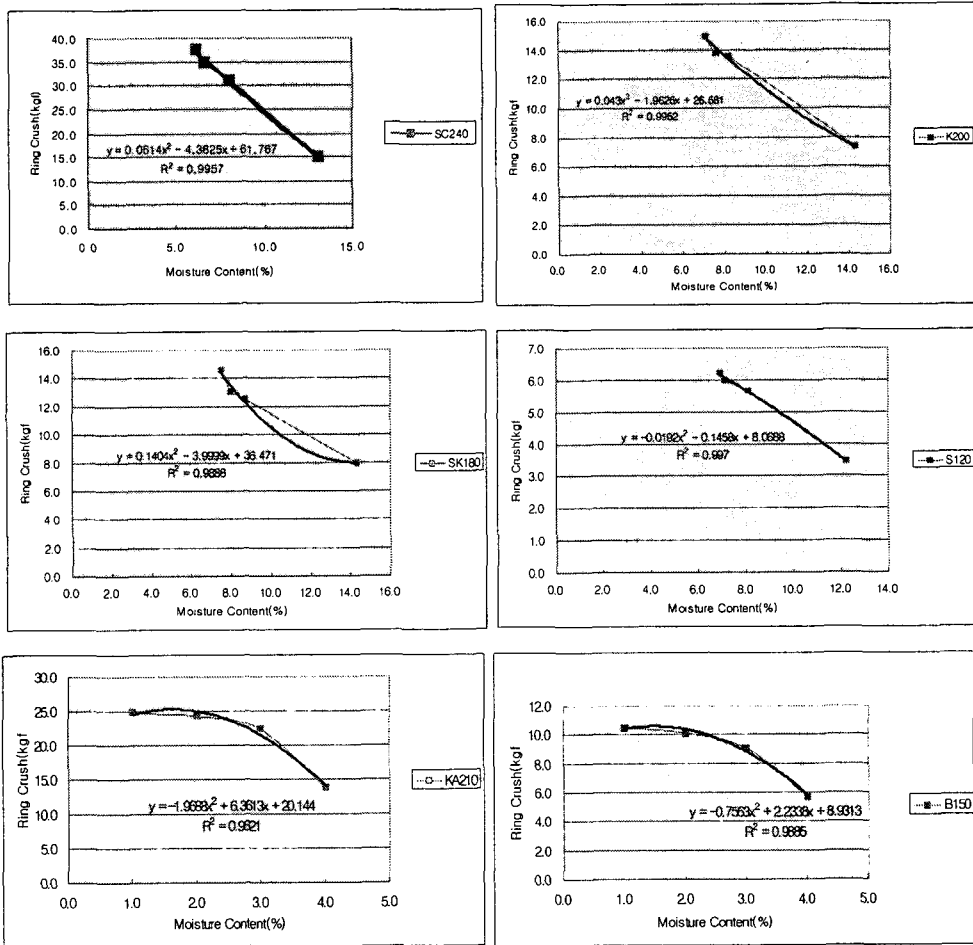 40.0
35.0
30.0
25.0
20.0
15.0
10.0
5.0
0.0
Ring Crush(kgf)
y = 0.0614x² - 4.3625x + 61.767
R² = 0.9957
0 0 5.0 10.0 15.0
Moisture Content(%)
SC240
16.0
14.0
12.0
10.0
8.0
6.0
4.0
2.0
0.0
Ring Crush(kgf
y = 0.043x² - 1.9626x + 26.681
R² = 0.9962
0.0 2.0 4.0 6.0 8.0 10.0 12.0 14.0 16.0
Moisture Content(%)
K200
16.0
14.0
12.0
10.0
8.0
6.0
4.0
2.0
0.0
Ring Crush(kgf
y = 0.1404x² - 3.9999x + 36.471
R² = 0.9888
0.0 2.0 4.0 6.0 8.0 10.0 12.0 14.0 16.0
Moisture Content(%)
SK180
7.0
6.0
5.0
4.0
3.0
2.0
1.0
0.0
Ring Crush(kgf
y = -0.0192x² - 0.1458x + 8.0688
R² = 0.997
0.0 2.0 4.0 6.0 8.0 10.0 12.0 14.0
Moisture Content(%)
S120
30.0
25.0
20.0
15.0
10.0
5.0
0.0
Ring Crush(kgf
y = -1.9688x² + 6.3613x + 20.144
R² = 0.9821
0.0 1.0 2.0 3.0 4.0 5.0
Moisture Content(%)
KA210
12.0
10.0
8.0
6.0
4.0
2.0
0.0
Ring Crush(kgf
y = -0.7563x² + 2.2338x + 8.9313
R² = 0.9885
0.0 1.0 2.0 3.0 4.0 5.0
Moisture Content(%)
B150